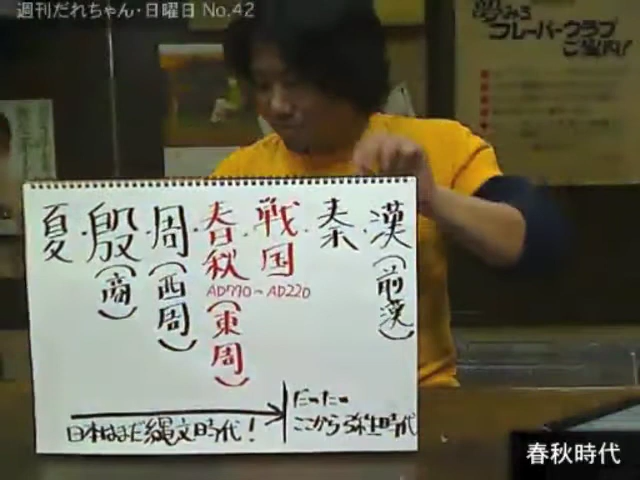 週刊だれちゃん・日曜日 No.42
夢みる
フレーバークラブ
ご案内!
夏・殷(商)・周(西周)・春秋(東周)・戦国・秦・漢(前漢)
AD770〜AD220
日本はまだ縄文時代!
だいたい
ここから弥生時代
春秋時代